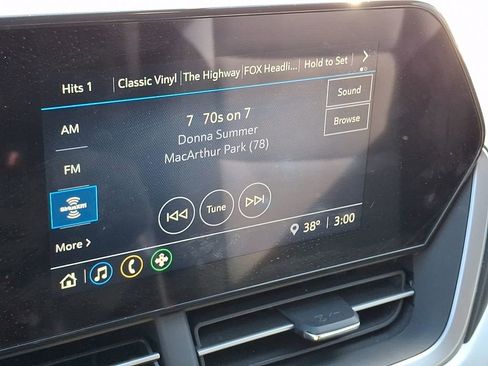 Hits 1 Classic Vinyl The Highway FOX Headli... Hold to Set >
AM
7 70s on 7
Sound
Donna Summer
Browse
MacArthur Park (78)
FM
SiriusXM
Tune
More >
38° 3:00